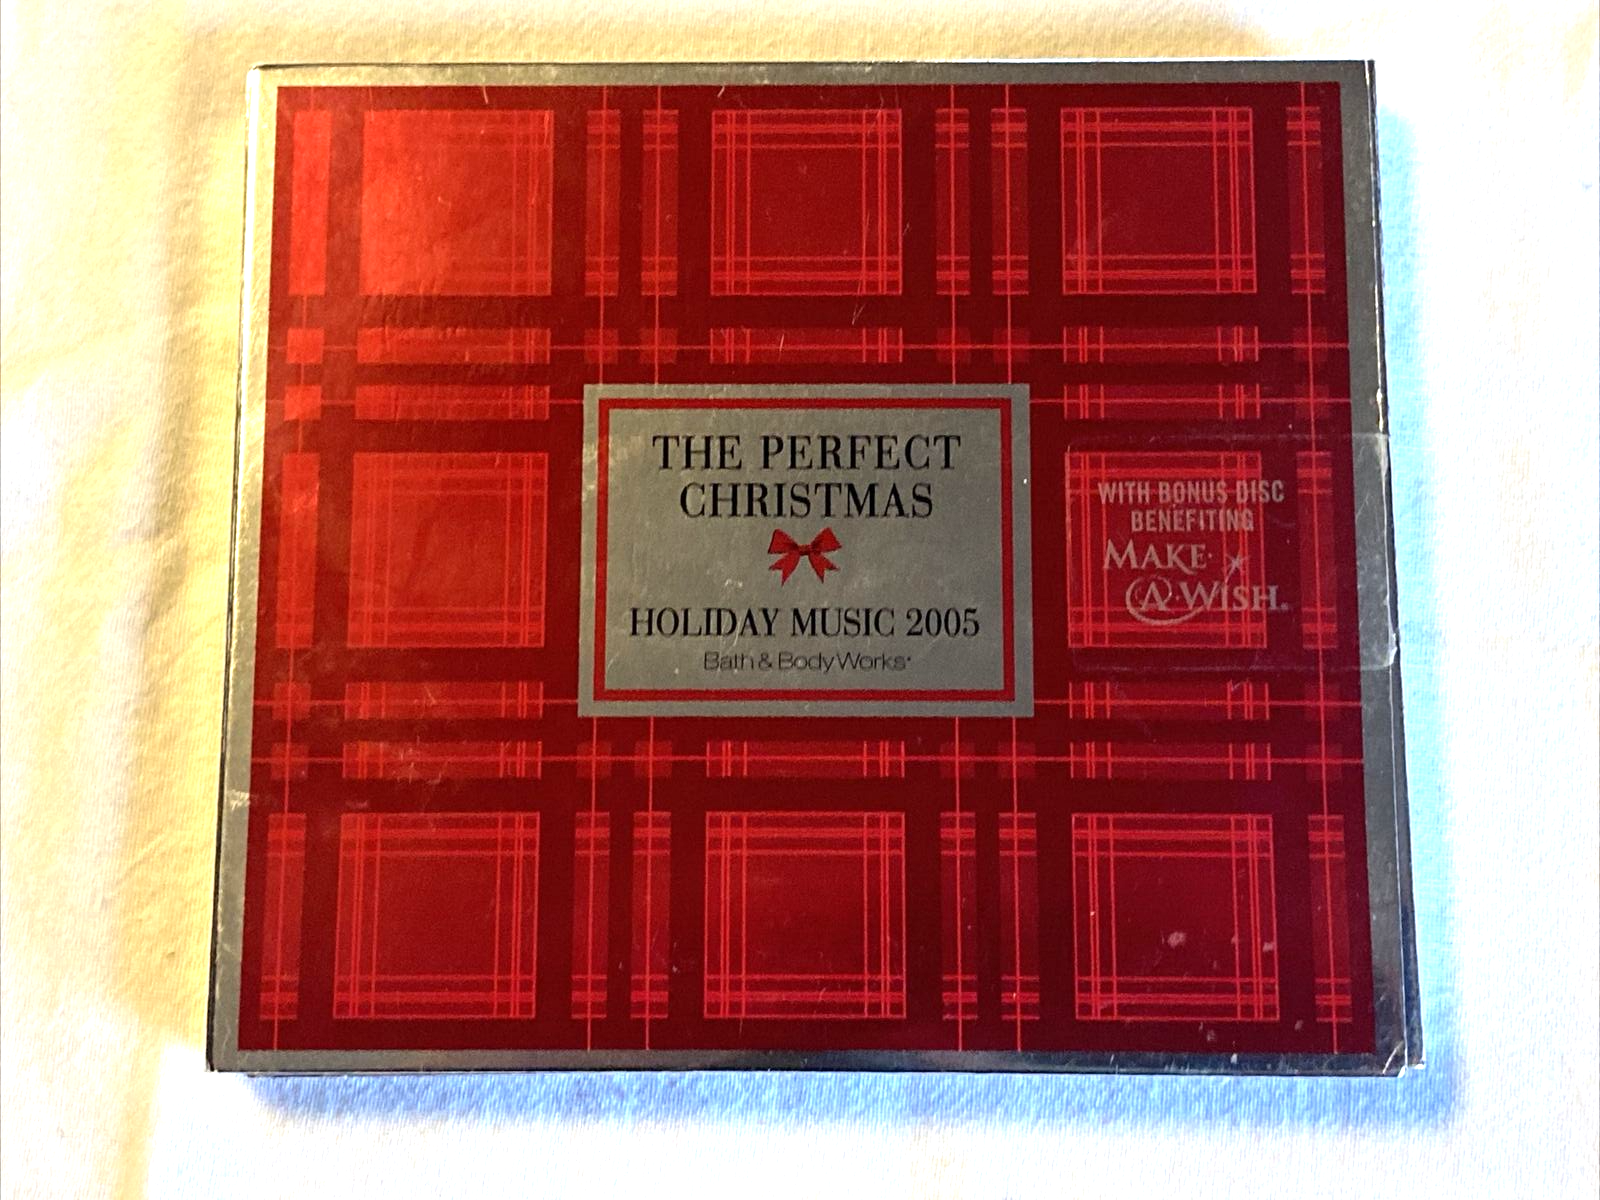 THE PERFECT
CHRISTMAS
HOLIDAY MUSIC 2005
Bath & Body Works
WITH BONUS DISC
BENEFITING
MAKE·
A·WISH®